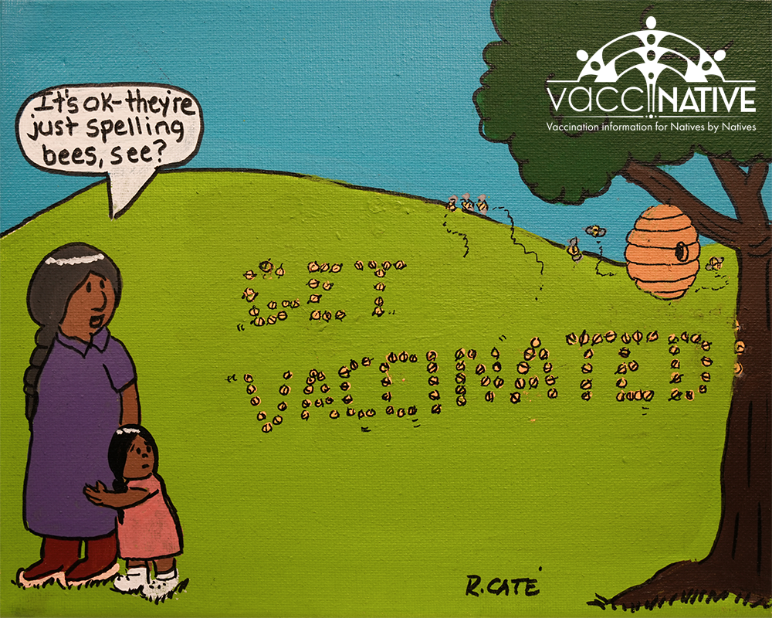 VACCINATIVE
Vaccination information for Natives by Natives
It's ok-they're
just spelling
bees, see?
GET
VACCINATED
R.CATE'